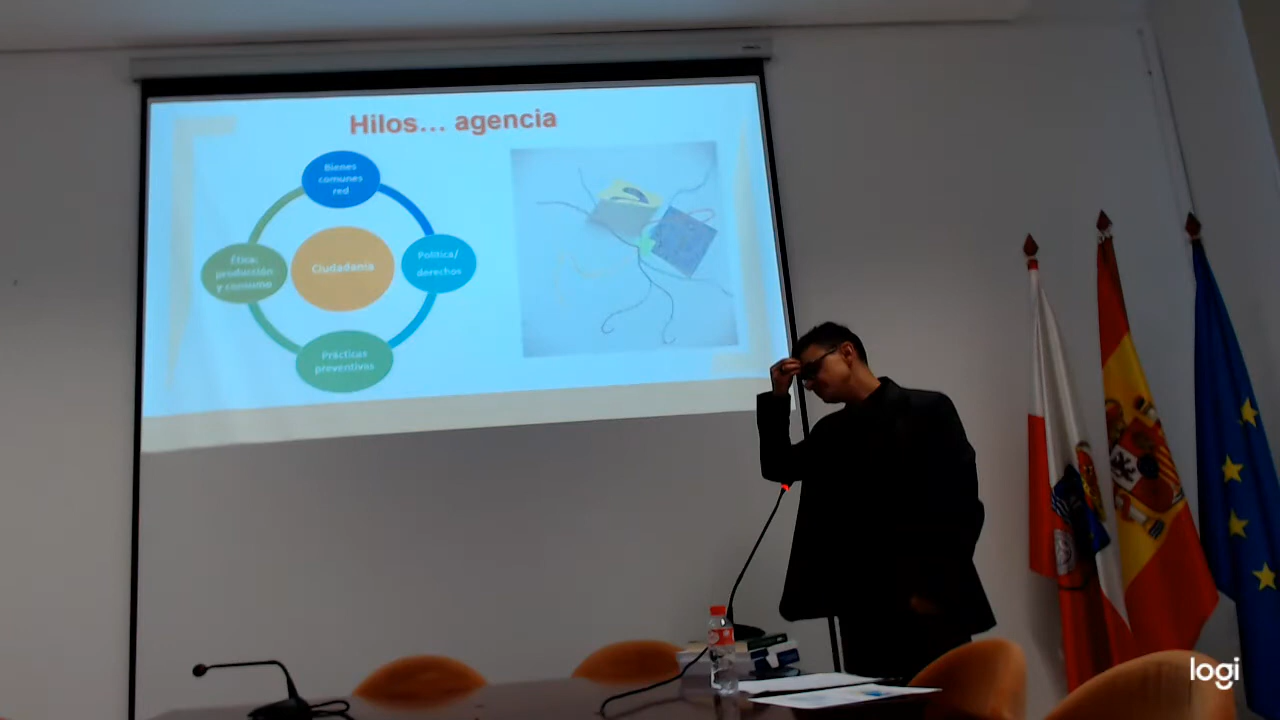 Hilos... agencia
Bienes
comunes
red
Ética:
producción
y consumo
Ciudadanía
Política/
derechos
Prácticas
preventivas
logi